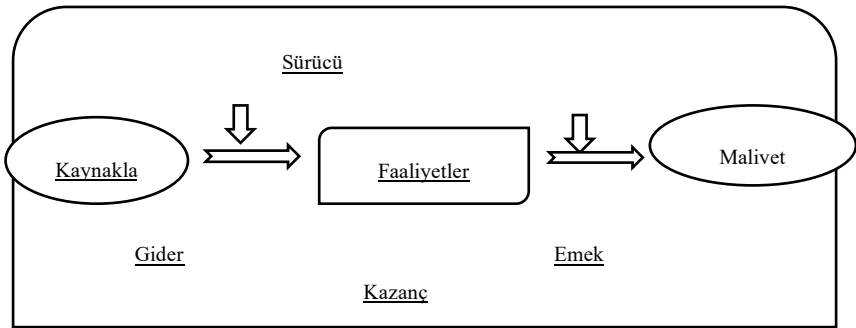 Sürücü
Kaynakla
Faaliyetler
Malivet
Gider
Emek
Kazanç